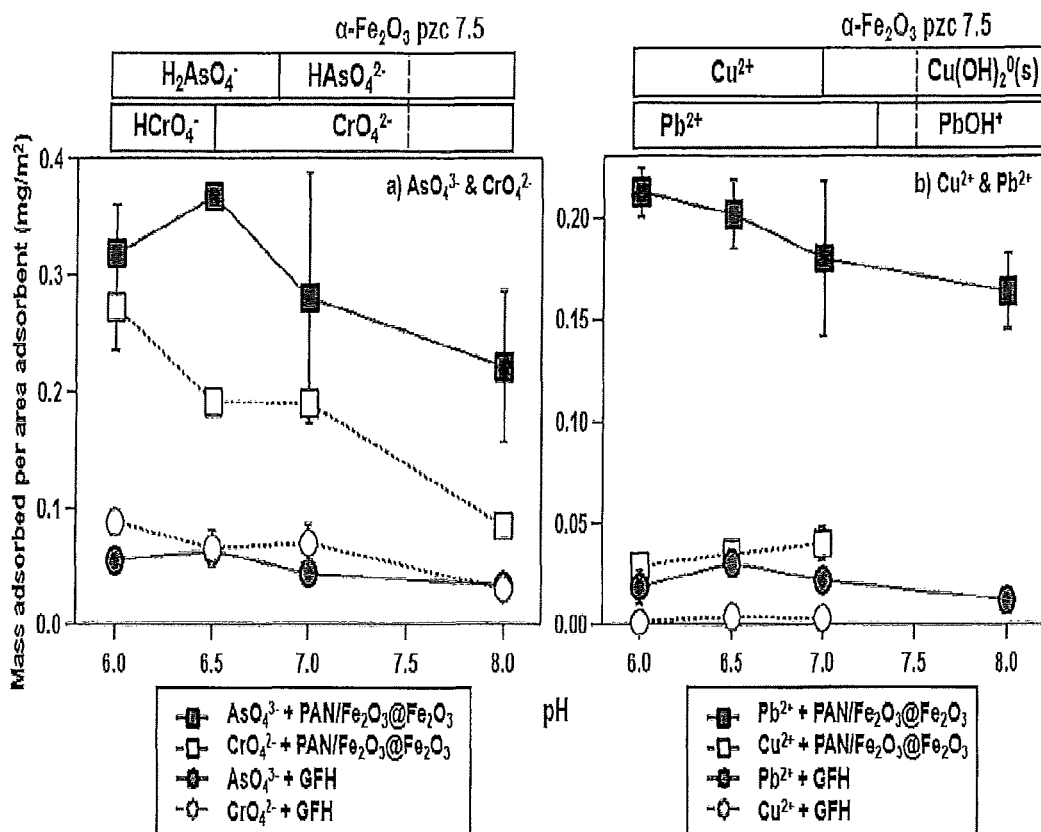 α-Fe₂O₃ pzc 7.5
H₂AsO₄⁻ HAsO₄²⁻
HCrO₄⁻ CrO₄²⁻
a) AsO₄³⁻ & CrO₄²⁻
Mass adsorbed per area adsorbent (mg/m²)
0.4
0.3
0.2
0.1
0.0
6.0 6.5 7.0 7.5 8.0
AsO₄³⁻ + PAN/Fe₂O₃@Fe₂O₃
CrO₄²⁻ + PAN/Fe₂O₃@Fe₂O₃
AsO₄³⁻ + GFH
CrO₄²⁻ + GFH
pH
α-Fe₂O₃ pzc 7.5
Cu²⁺ Cu(OH)₂⁰(s)
Pb²⁺ PbOH⁺
b) Cu²⁺ & Pb²⁺
0.20
0.15
0.10
0.05
0.00
6.0 6.5 7.0 7.5 8.0
Pb²⁺ + PAN/Fe₂O₃@Fe₂O₃
Cu²⁺ + PAN/Fe₂O₃@Fe₂O₃
Pb²⁺ + GFH
Cu²⁺ + GFH